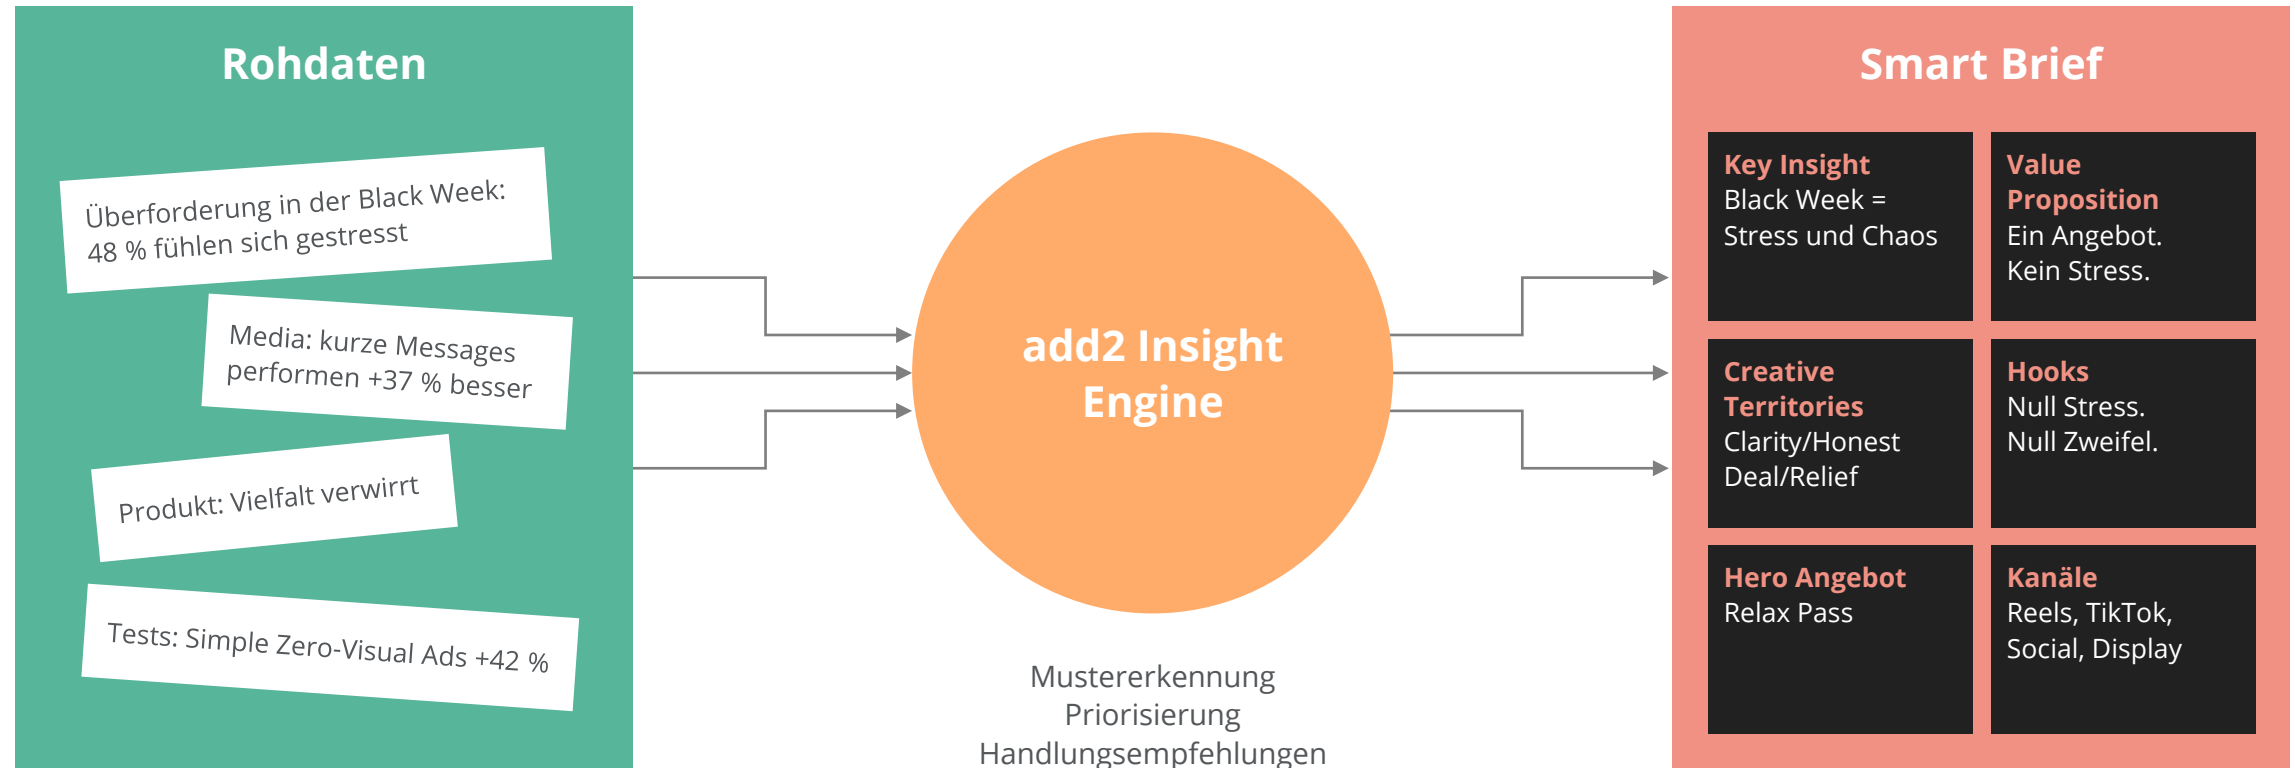 Rohdaten
Überforderung in der Black Week:
48 % fühlen sich gestresst
Media: kurze Messages
performen +37 % besser
Produkt: Vielfalt verwirrt
Tests: Simple Zero-Visual Ads +42 %
add2 Insight
Engine
Mustererkennung
Priorisierung
Handlungsempfehlungen
Smart Brief
Key Insight
Black Week =
Stress und Chaos
Value
Proposition
Ein Angebot.
Kein Stress.
Creative
Territories
Clarity/Honest
Deal/Relief
Hooks
Null Stress.
Null Zweifel.
Hero Angebot
Relax Pass
Kanäle
Reels, TikTok,
Social, Display